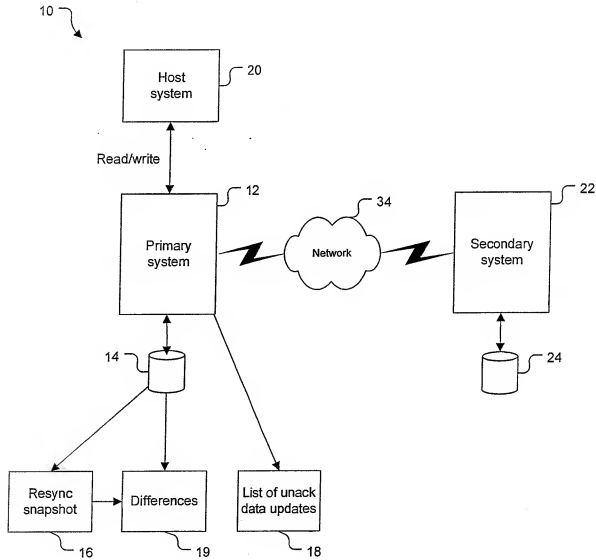 10
Host
system
20
Read/write
12
Primary
system
34
Network
22
Secondary
system
14
24
Resync
snapshot
Differences
List of unack
data updates
16
19
18